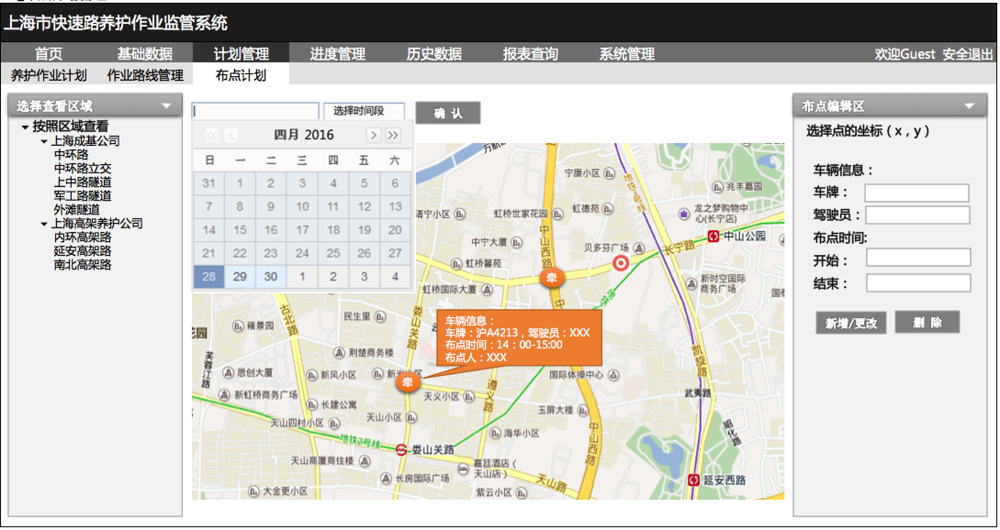 上海市快速路养护作业监管系统
首页 基础数据 计划管理 进度管理 历史数据 报表查询 系统管理 欢迎Guest 安全退出
养护作业计划 作业路线管理 布点计划
选择查看区域
按照区域查看
上海成基公司
中环路
中环路立交
上中路隧道
军工路隧道
外滩隧道
上海高架养护公司
内环高架路
延安高架路
南北高架路
选择时间段
确 认
四月 2016
日 一 二 三 四 五 六
31 1 2 3 4 5 6
7 8 9 10 11 12 13
14 15 16 17 18 19 20
21 22 23 24 25 26 27
28 29 30 1 2 3 4
宁康小区
地铁3号线
兆丰嘉园
清宁小区
虹桥世家花园
虹德苑
龙之梦购物中
心(长宁店)
中山西路
中宁大厦
贝多芬广场
长宁路
中山公园
虹桥馨苑
牵
虹桥国际大厦
新时空国际
商务广场
中
古北路
民生里
娄山关路
雍景园
花园
车辆信息：
车牌：沪A4213，驾驶员：XXX
布点时间：14：00-15:00
布点人：XXX
荆楚商务楼
芙蓉江路
凯旋路
思创大厦
新风小区
牵
国际体操中心
遵义路
新虹桥商务广场
天义小区
武夷路
长建公寓
玉屏大楼
天山小区
天山四村小区
海华小区
中山西路
昭化路
地铁2号线
娄山关路
天山商厦商住楼
嘉廷酒店（
天山店）
长房国际广场
天山路
延安西路
大金更小区
紫云小区
布点编辑区
选择点的坐标（x，y）
车辆信息：
车牌：
驾驶员：
布点时间:
开始：
结束：
新增/更改 删 除